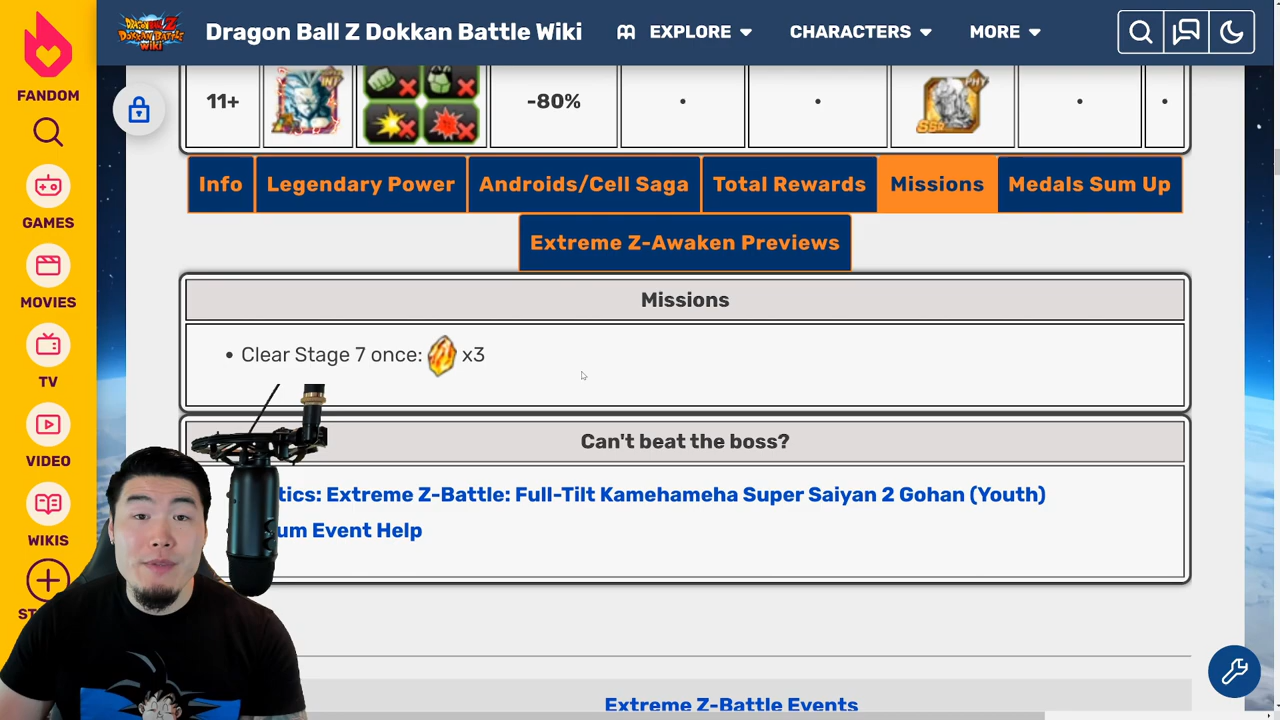 Dragon Ball Z Dokkan Battle Wiki EXPLORE CHARACTERS MORE
FANDOM
GAMES
MOVIES
TV
VIDEO
WIKIS
11+ INT -80% • • PHY SSR • •
Info Legendary Power Androids/Cell Saga Total Rewards Missions Medals Sum Up
Extreme Z-Awaken Previews
Missions
• Clear Stage 7 once: x3
Can't beat the boss?
tics: Extreme Z-Battle: Full-Tilt Kamehameha Super Saiyan 2 Gohan (Youth)
um Event Help
Extreme Z-Battle Events